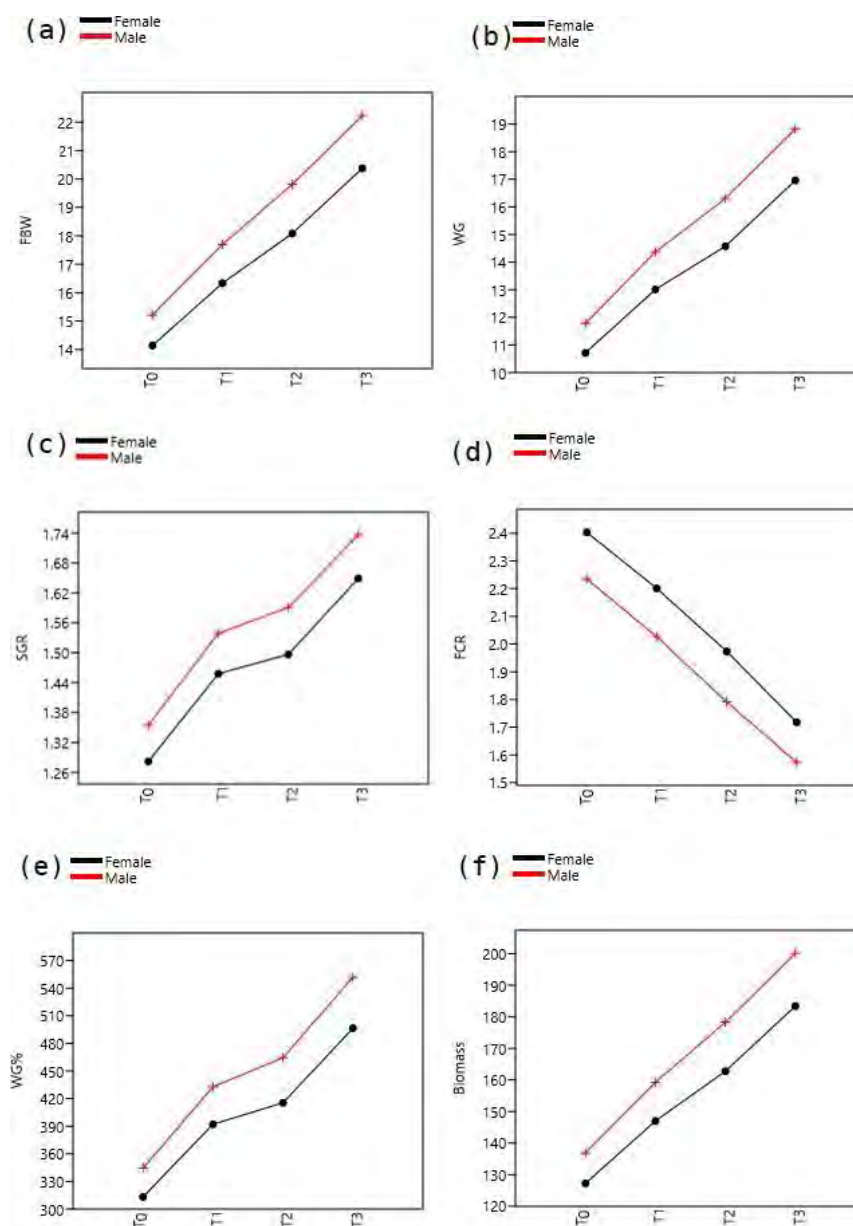 (a)
Female
Male
FBW
22
21
20
19
18
17
16
15
14
T0
T1
T2
T3
(b)
Female
Male
WG
19
18
17
16
15
14
13
12
11
10
T0
T1
T2
T3
(c)
Female
Male
SGR
1.74
1.68
1.62
1.56
1.50
1.44
1.38
1.32
1.26
T0
T1
T2
T3
(d)
Female
Male
FCR
2.4
2.3
2.2
2.1
2.0
1.9
1.8
1.7
1.6
1.5
T0
T1
T2
T3
(e)
Female
Male
WG%
570
540
510
480
450
420
390
360
330
300
T0
T1
T2
T3
(f)
Female
Male
Biomass
200
190
180
170
160
150
140
130
120
T0
T1
T2
T3